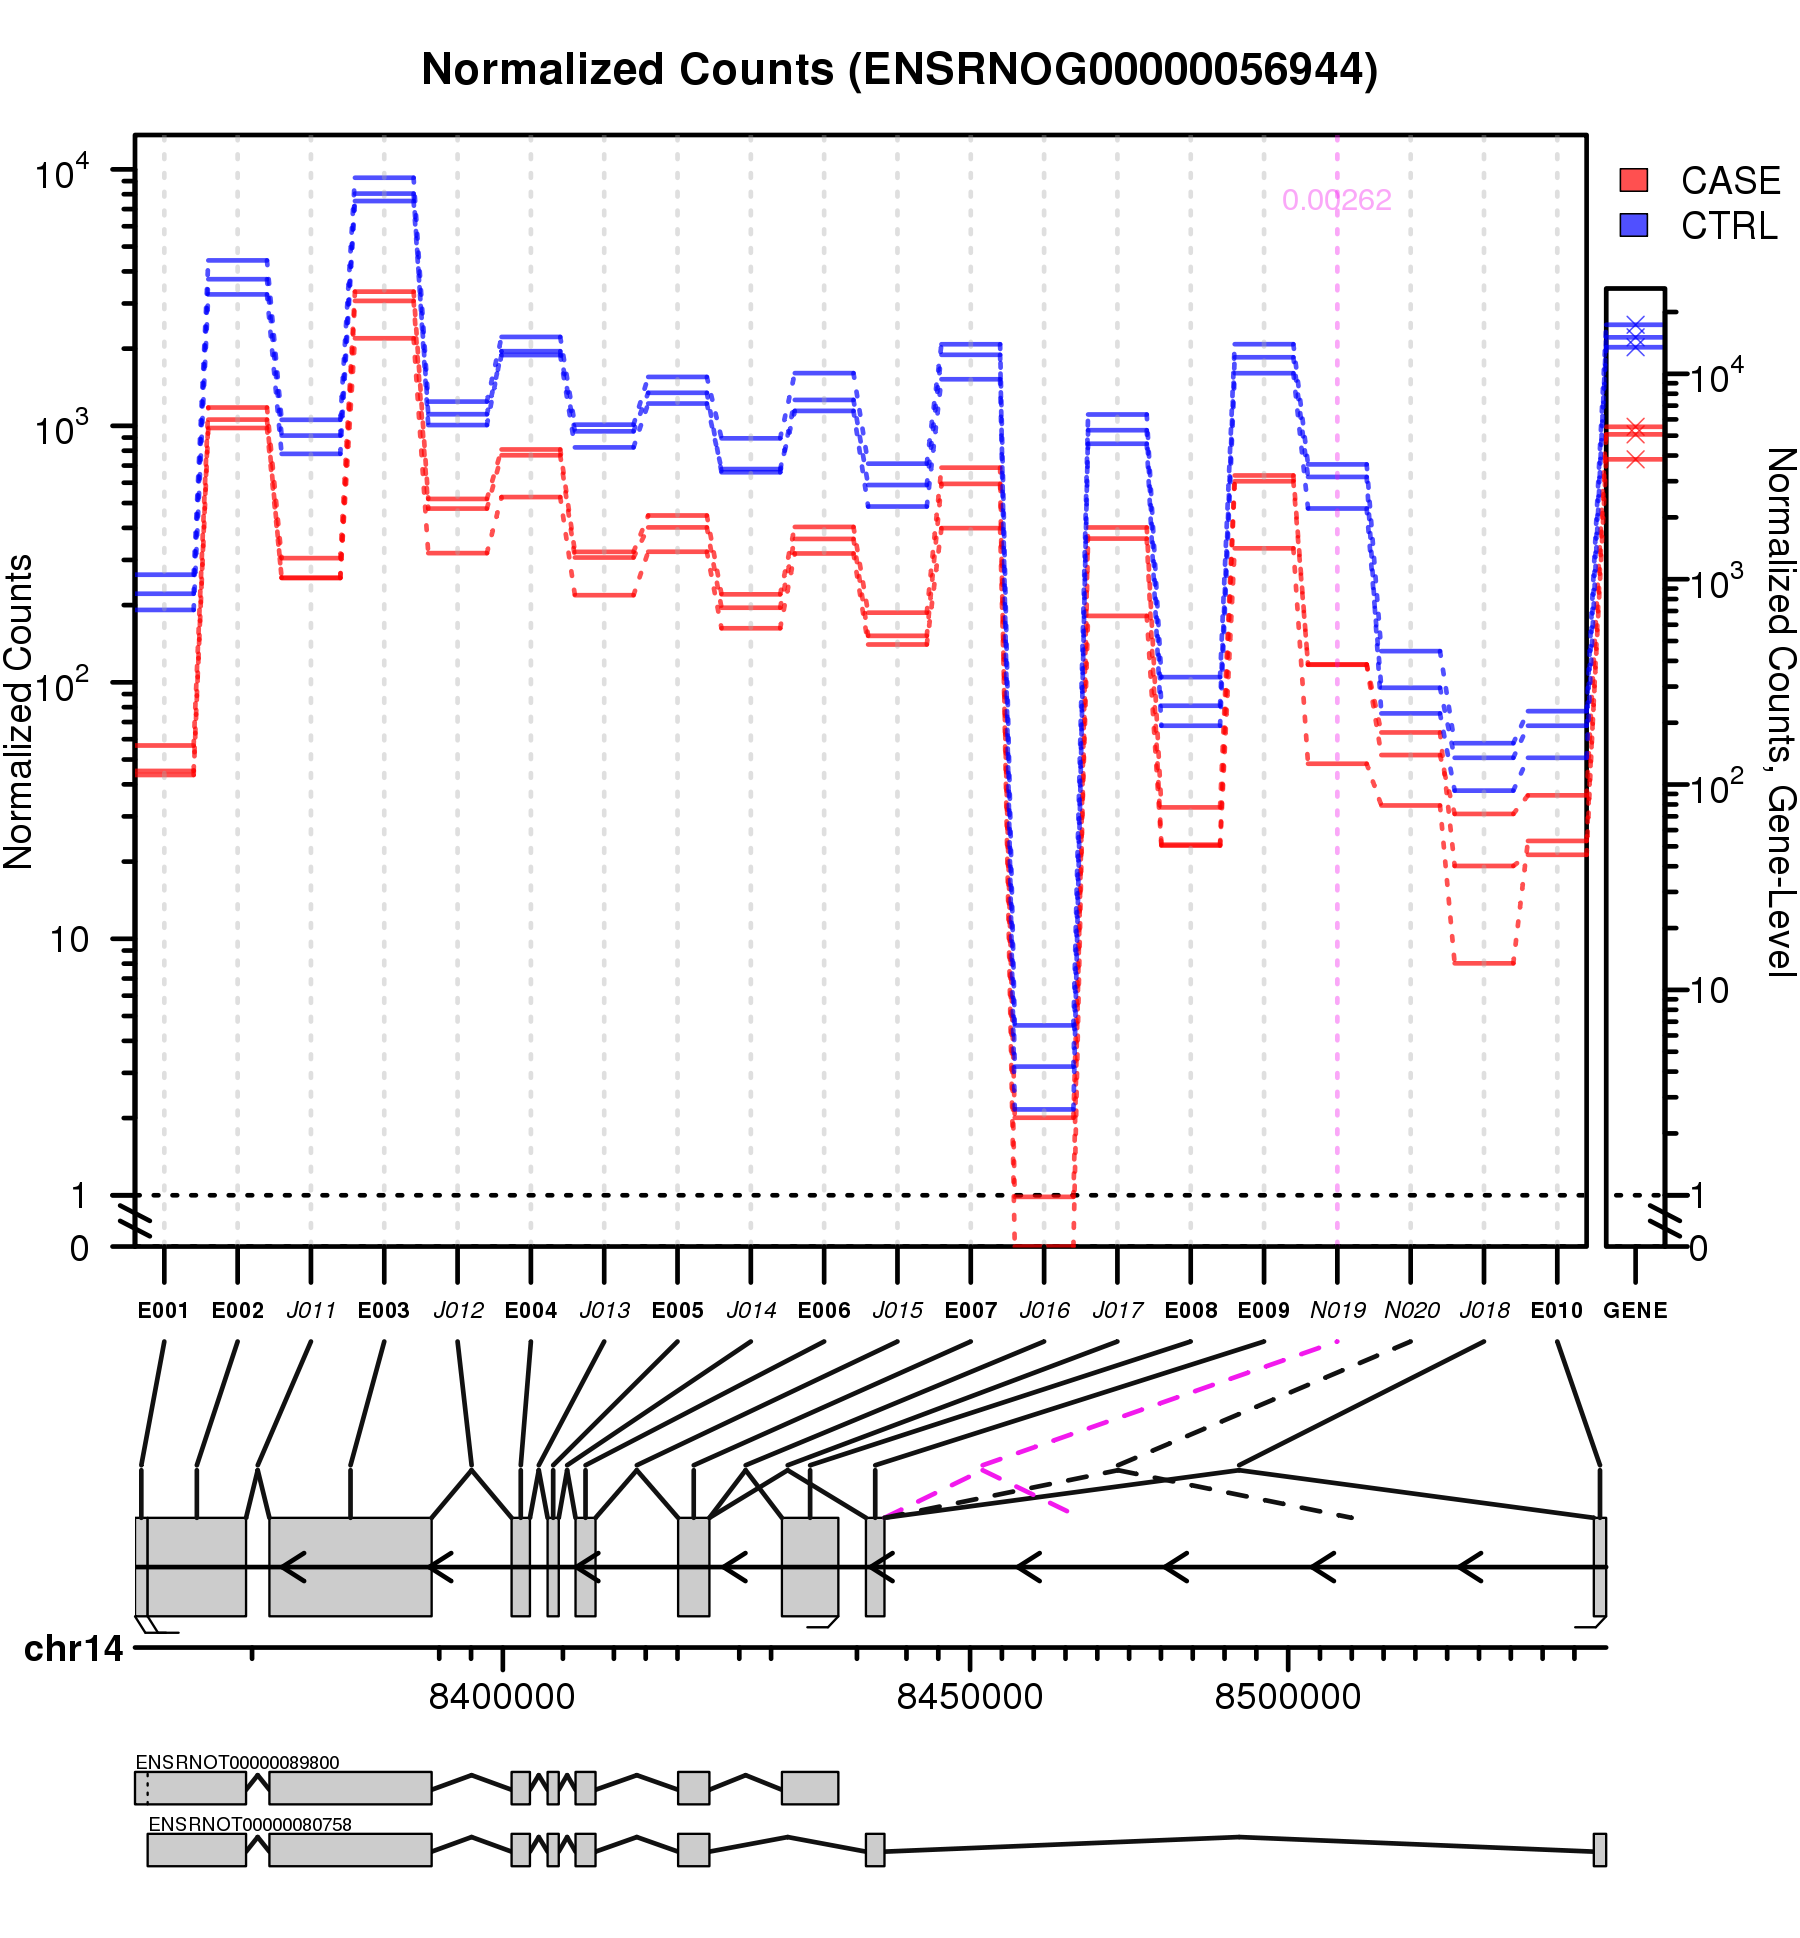 Normalized Counts (ENSRNOG00000056944)
CASE
CTRL
0.00262
Normalized Counts
10^4
10^3
10^2
10
1
0
Normalized Counts, Gene-Level
10^4
10^3
10^2
10
1
0
E001 E002 J011 E003 J012 E004 J013 E005 J014 E006 J015 E007 J016 J017 E008 E009 N019 N020 J018 E010 GENE
chr14
8400000 8450000 8500000
ENSRNOT00000089800
ENSRNOT00000080758